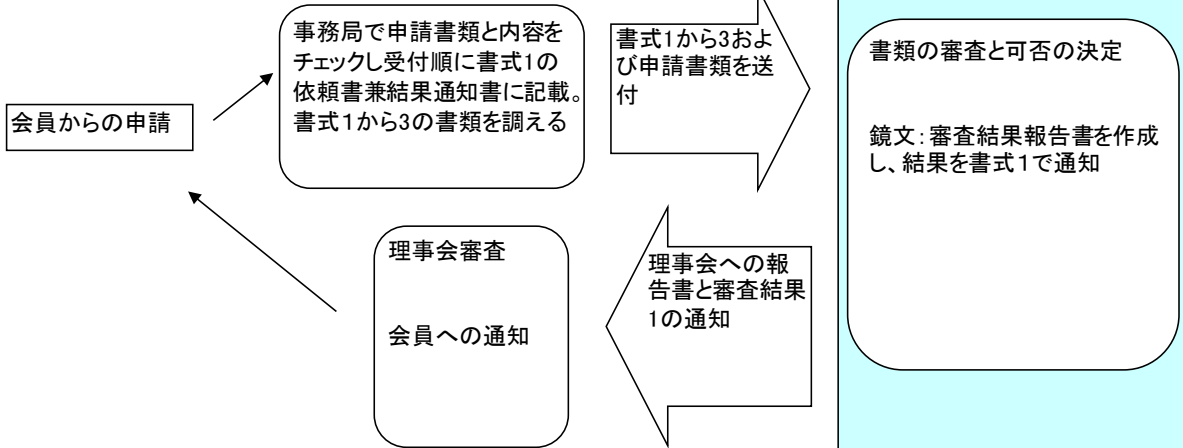 会員からの申請
事務局で申請書類と内容を
チェックし受付順に書式1の
依頼書兼結果通知書に記載。
書式1から3の書類を調える
書式1から3およ
び申請書類を送
付
書類の審査と可否の決定
鏡文：審査結果報告書を作成
し、結果を書式1で通知
理事会への報
告書と審査結果
1の通知
理事会審査
会員への通知